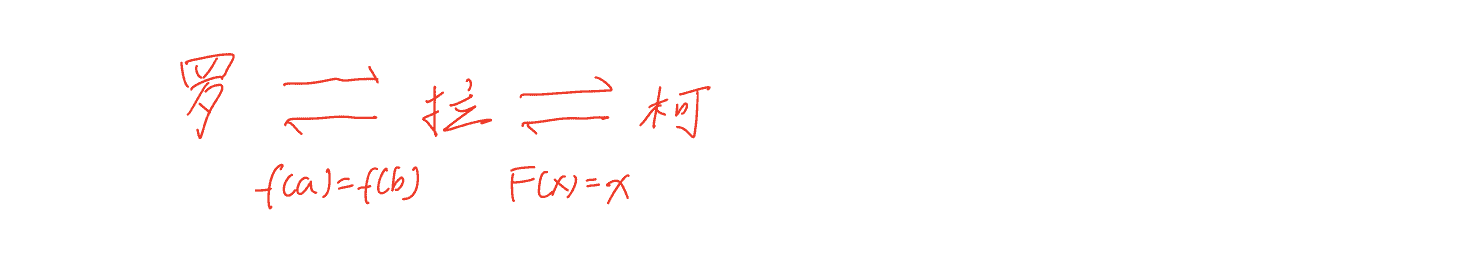 罗 ⇌ 拉 ⇌ 柯
f(a)=f(b) F(x)=x